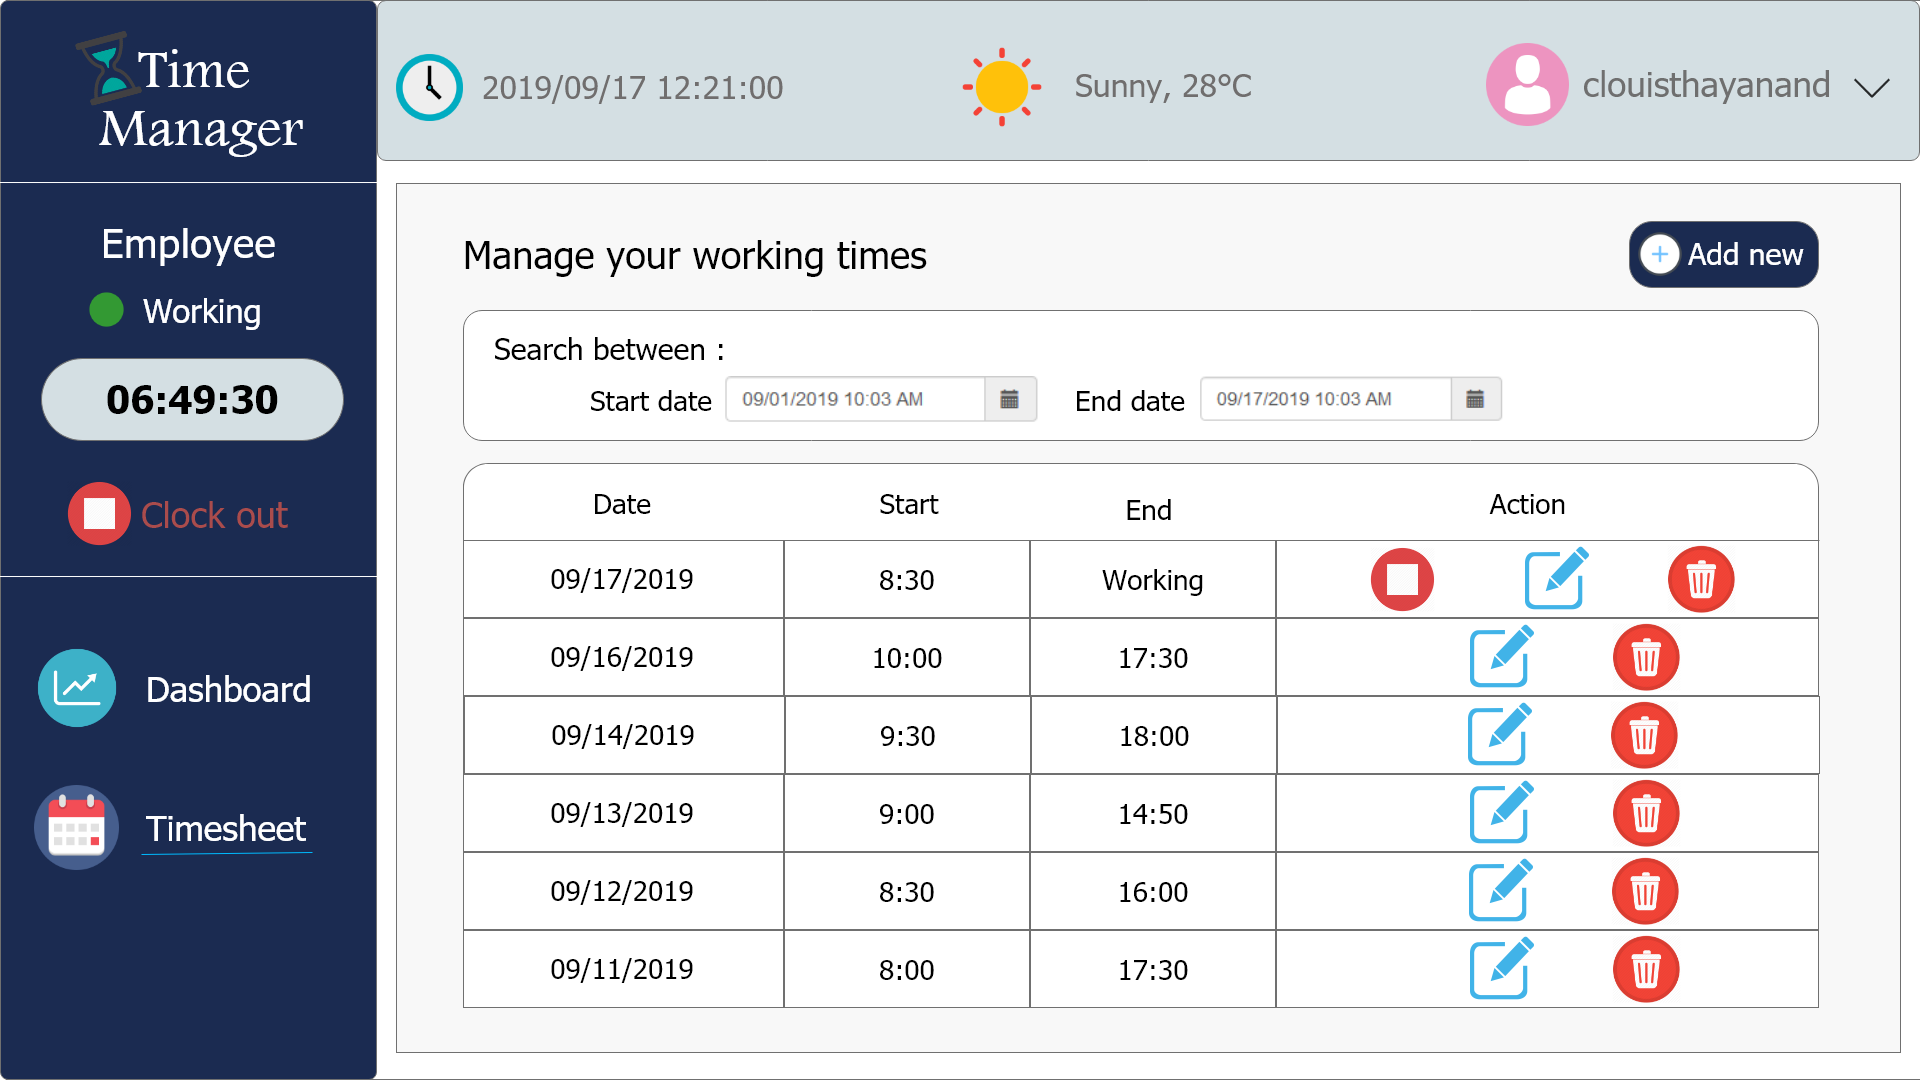 Time
Manager
2019/09/17 12:21:00
Sunny, 28°C
clouisthayanand
Employee
Working
06:49:30
Clock out
Dashboard
Timesheet
Manage your working times
Add new
Search between :
Start date 09/01/2019 10:03 AM End date 09/17/2019 10:03 AM
Date Start End Action
09/17/2019 8:30 Working
09/16/2019 10:00 17:30
09/14/2019 9:30 18:00
09/13/2019 9:00 14:50
09/12/2019 8:30 16:00
09/11/2019 8:00 17:30